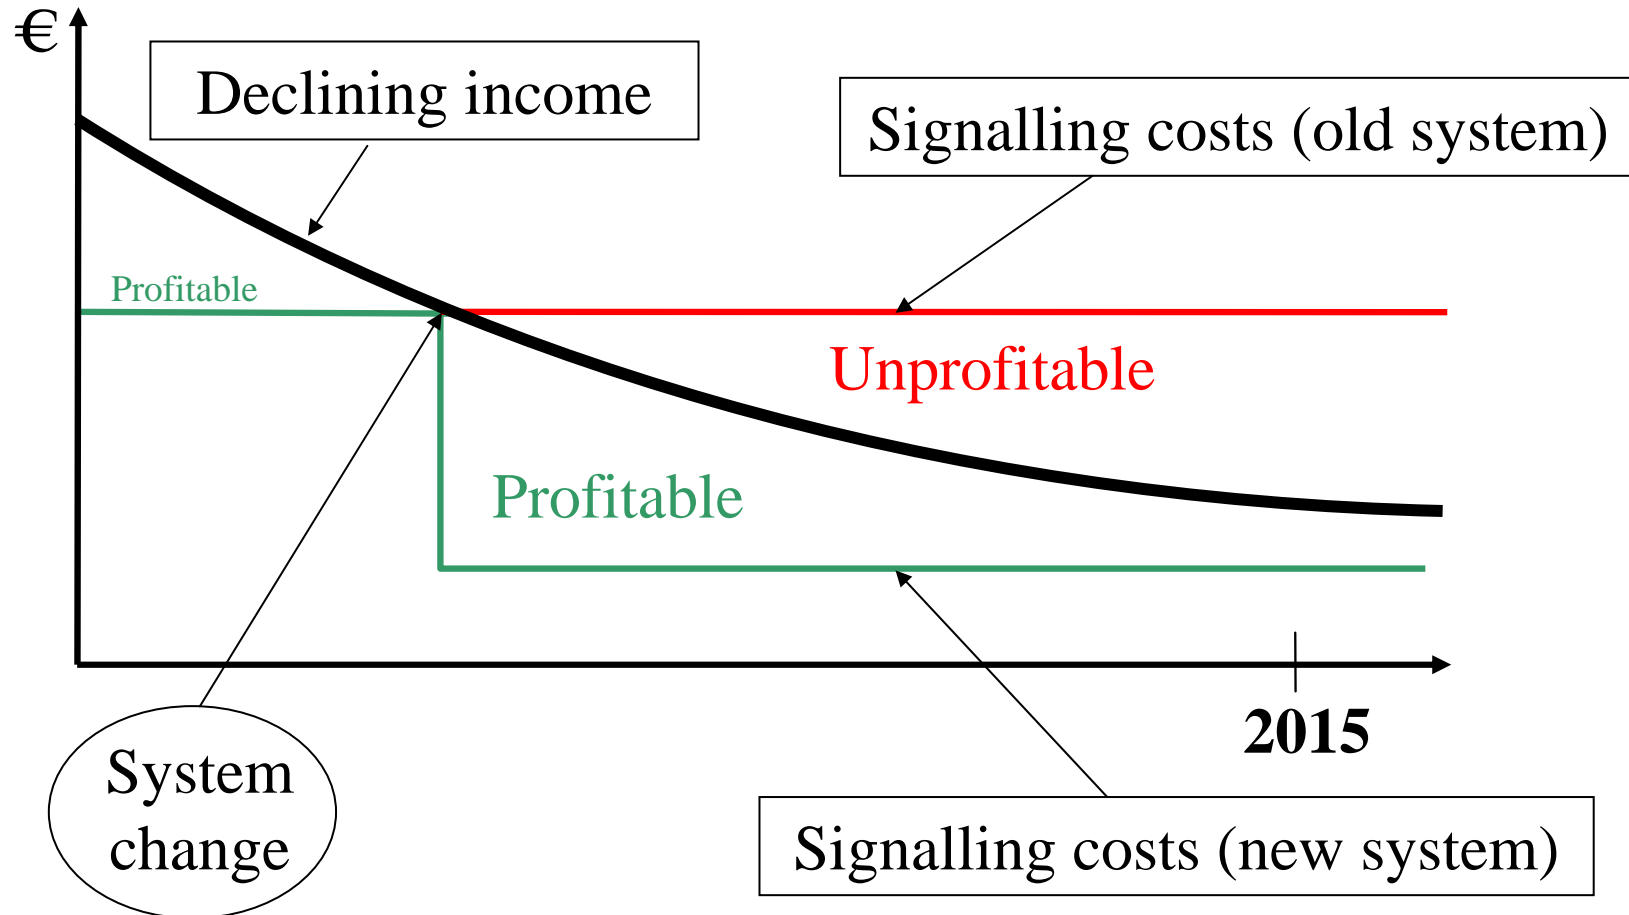 €
Declining income
Signalling costs (old system)
Profitable
Unprofitable
Profitable
2015
System
change
Signalling costs (new system)